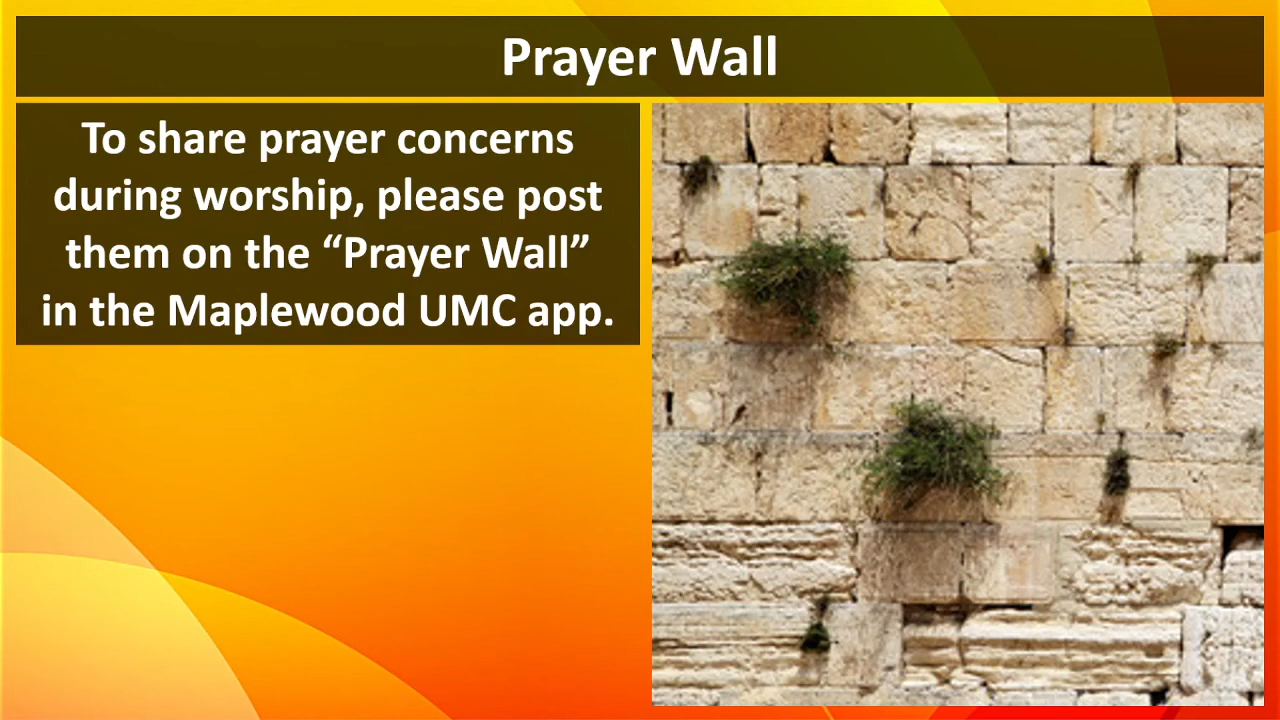 Prayer Wall
To share prayer concerns
during worship, please post
them on the “Prayer Wall”
in the Maplewood UMC app.